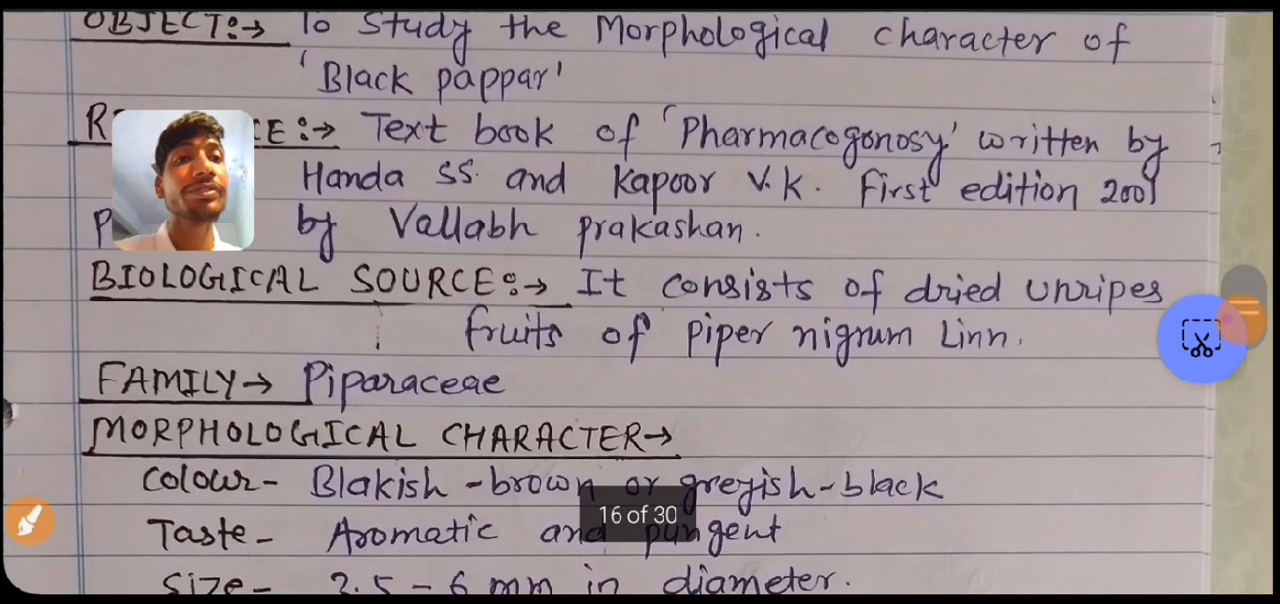 OBJECT:→ To Study the Morphological character of
'Black pappar'
R CE:→ Text book of 'Pharmacogonosy' written by
Handa SS. and Kapoor V.K. First edition 2001
P by Vallabh prakashan.
BIOLOGICAL SOURCE:→ It consists of dried unripes
fruits of piper nigrum Linn.
FAMILY→ Piparaceae
MORPHOLOGICAL CHARACTER→
Colour- Blakish-brown or greyish-black
16 of 30
Taste- Aromatic and pungent
Size- 3.5-6 mm in diameter.